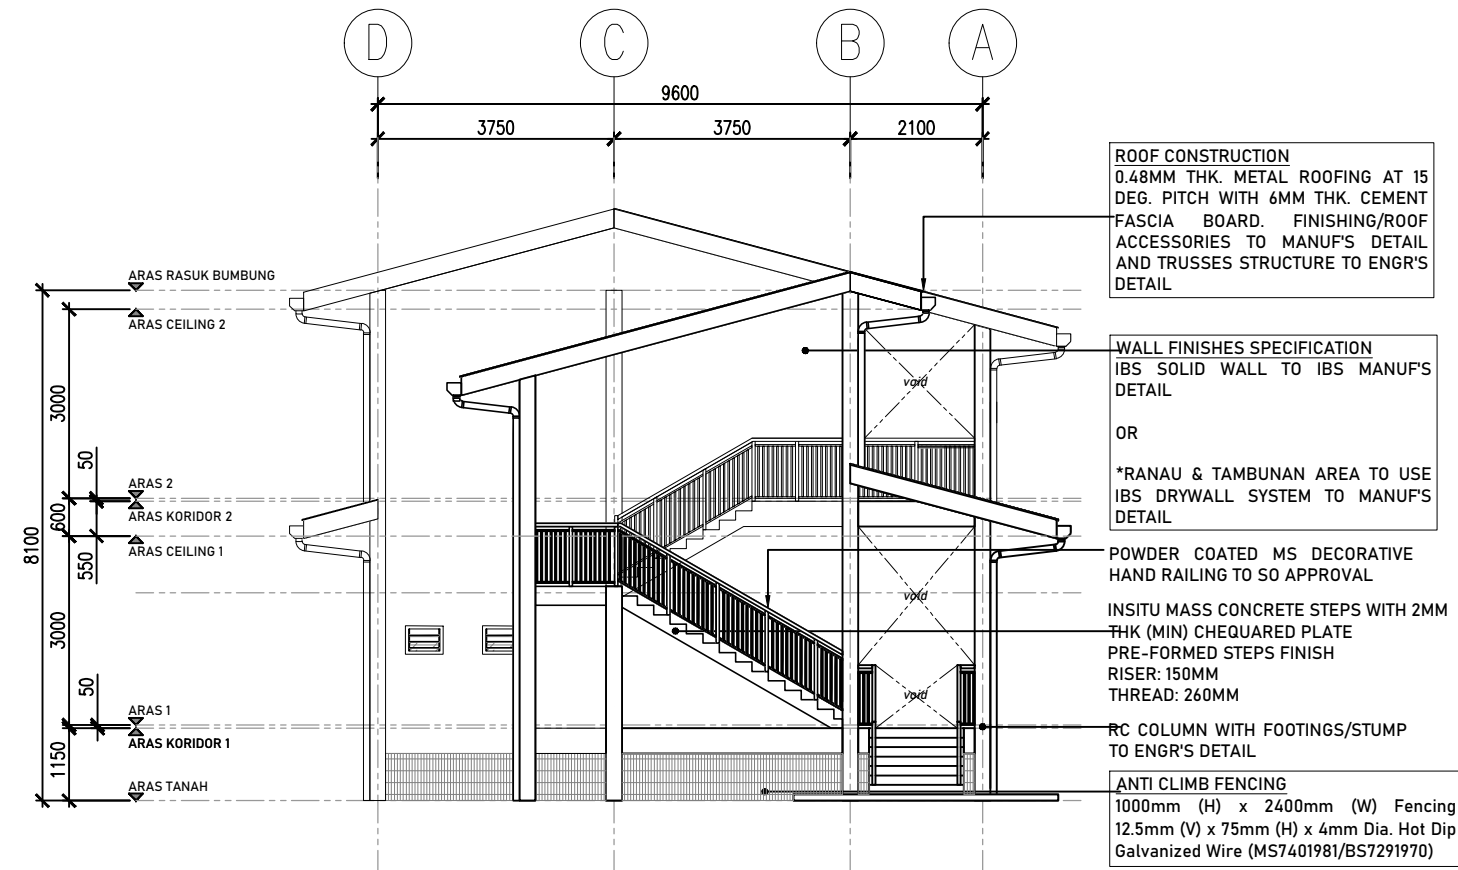 D C B A
9600
3750 3750 2100
ROOF CONSTRUCTION
0.48MM THK. METAL ROOFING AT 15
DEG. PITCH WITH 6MM THK. CEMENT
FASCIA BOARD. FINISHING/ROOF
ACCESSORIES TO MANUF'S DETAIL
AND TRUSSES STRUCTURE TO ENGR'S
DETAIL
ARAS RASUK BUMBUNG
ARAS CEILING 2
WALL FINISHES SPECIFICATION
IBS SOLID WALL TO IBS MANUF'S
DETAIL
OR
*RANAU & TAMBUNAN AREA TO USE
IBS DRYWALL SYSTEM TO MANUF'S
DETAIL
void
3000
50
ARAS 2
600
ARAS KORIDOR 2
8100
550
ARAS CEILING 1
POWDER COATED MS DECORATIVE
HAND RAILING TO SO APPROVAL
void
INSITU MASS CONCRETE STEPS WITH 2MM
THK (MIN) CHEQUARED PLATE
PRE-FORMED STEPS FINISH
RISER: 150MM
THREAD: 260MM
3000
50
void
ARAS 1
ARAS KORIDOR 1
RC COLUMN WITH FOOTINGS/STUMP
TO ENGR'S DETAIL
1150
ARAS TANAH
ANTI CLIMB FENCING
1000mm (H) x 2400mm (W) Fencing
12.5mm (V) x 75mm (H) x 4mm Dia. Hot Dip
Galvanized Wire (MS7401981/BS7291970)